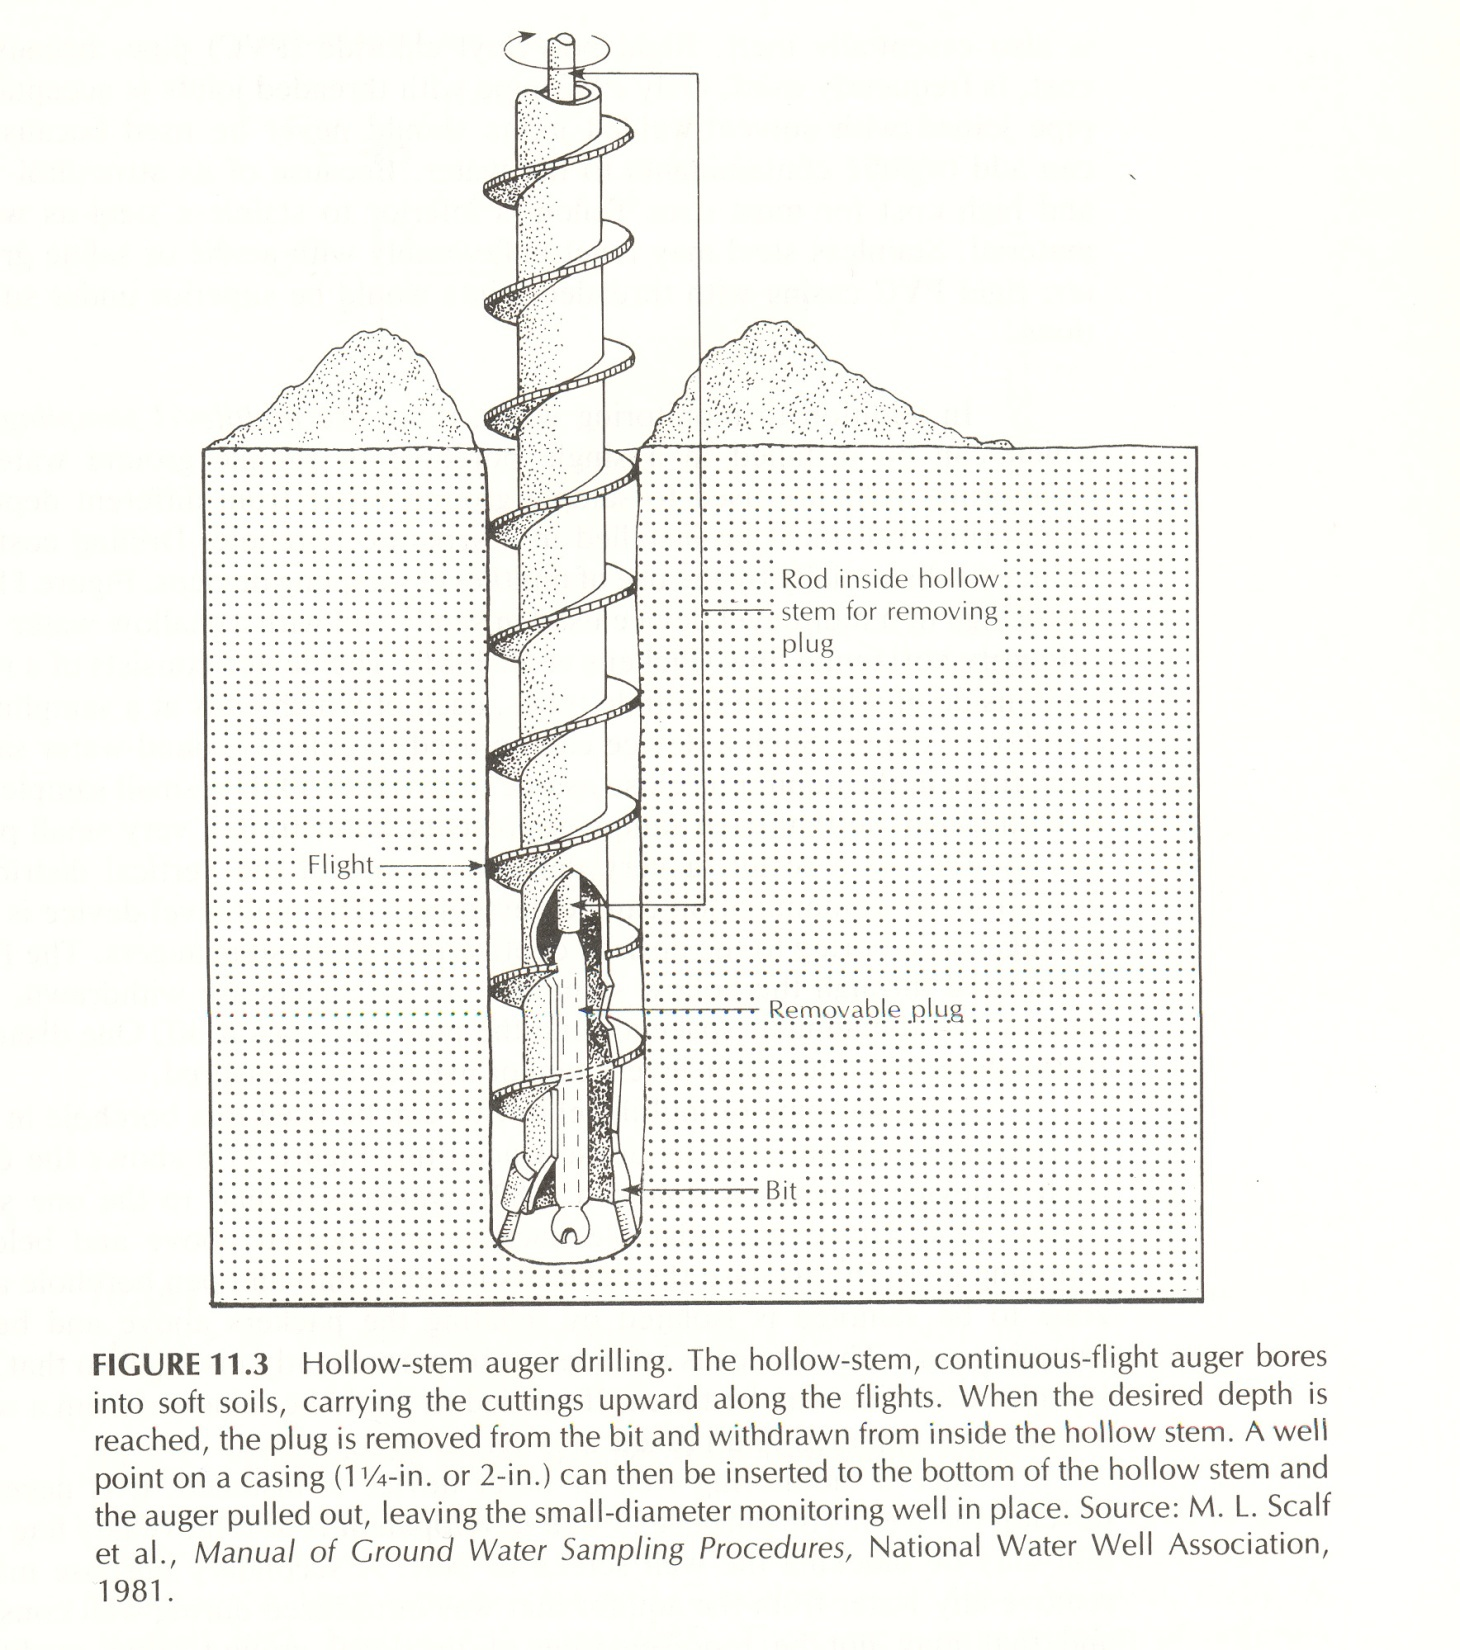 Rod inside hollow
stem for removing
plug
Flight
Removable plug
Bit
FIGURE 11.3 Hollow-stem auger drilling. The hollow-stem, continuous-flight auger bores
into soft soils, carrying the cuttings upward along the flights. When the desired depth is
reached, the plug is removed from the bit and withdrawn from inside the hollow stem. A well
point on a casing (1¼-in. or 2-in.) can then be inserted to the bottom of the hollow stem and
the auger pulled out, leaving the small-diameter monitoring well in place. Source: M. L. Scalf
et al., Manual of Ground Water Sampling Procedures, National Water Well Association,
1981.